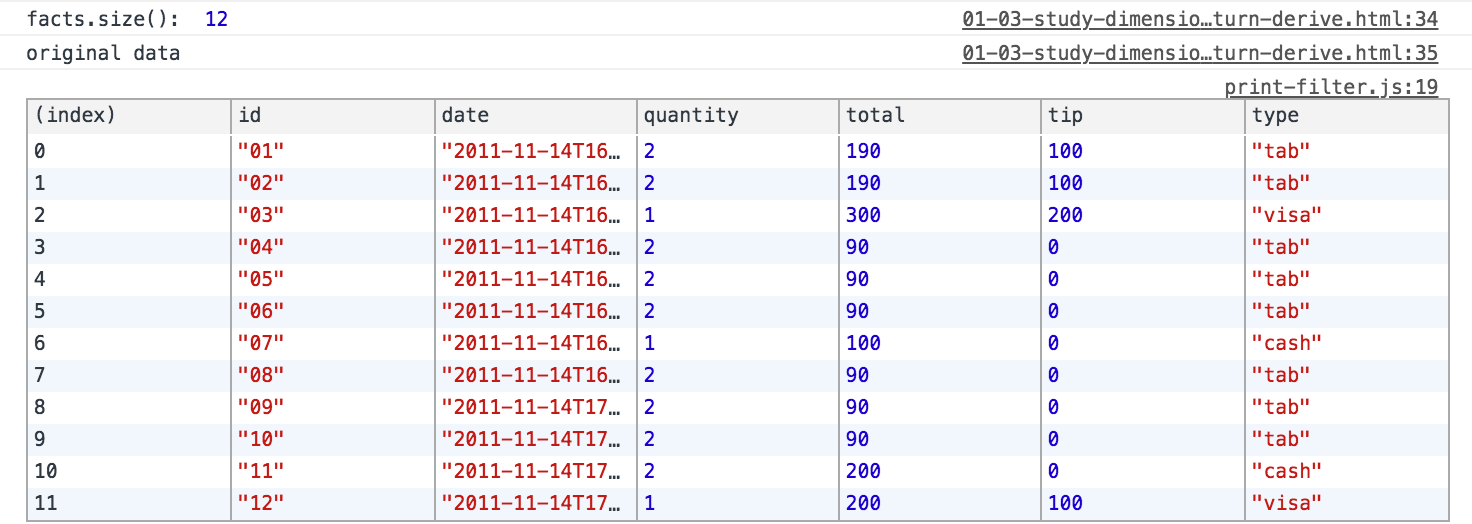 facts.size():  12 01-03-study-dimensio…turn-derive.html:34
original data 01-03-study-dimensio…turn-derive.html:35
print-filter.js:19
(index) id date quantity total tip type
0 "01" "2011-11-14T16… 2 190 100 "tab"
1 "02" "2011-11-14T16… 2 190 100 "tab"
2 "03" "2011-11-14T16… 1 300 200 "visa"
3 "04" "2011-11-14T16… 2 90 0 "tab"
4 "05" "2011-11-14T16… 2 90 0 "tab"
5 "06" "2011-11-14T16… 2 90 0 "tab"
6 "07" "2011-11-14T16… 1 100 0 "cash"
7 "08" "2011-11-14T16… 2 90 0 "tab"
8 "09" "2011-11-14T17… 2 90 0 "tab"
9 "10" "2011-11-14T17… 2 90 0 "tab"
10 "11" "2011-11-14T17… 2 200 0 "cash"
11 "12" "2011-11-14T17… 1 200 100 "visa"